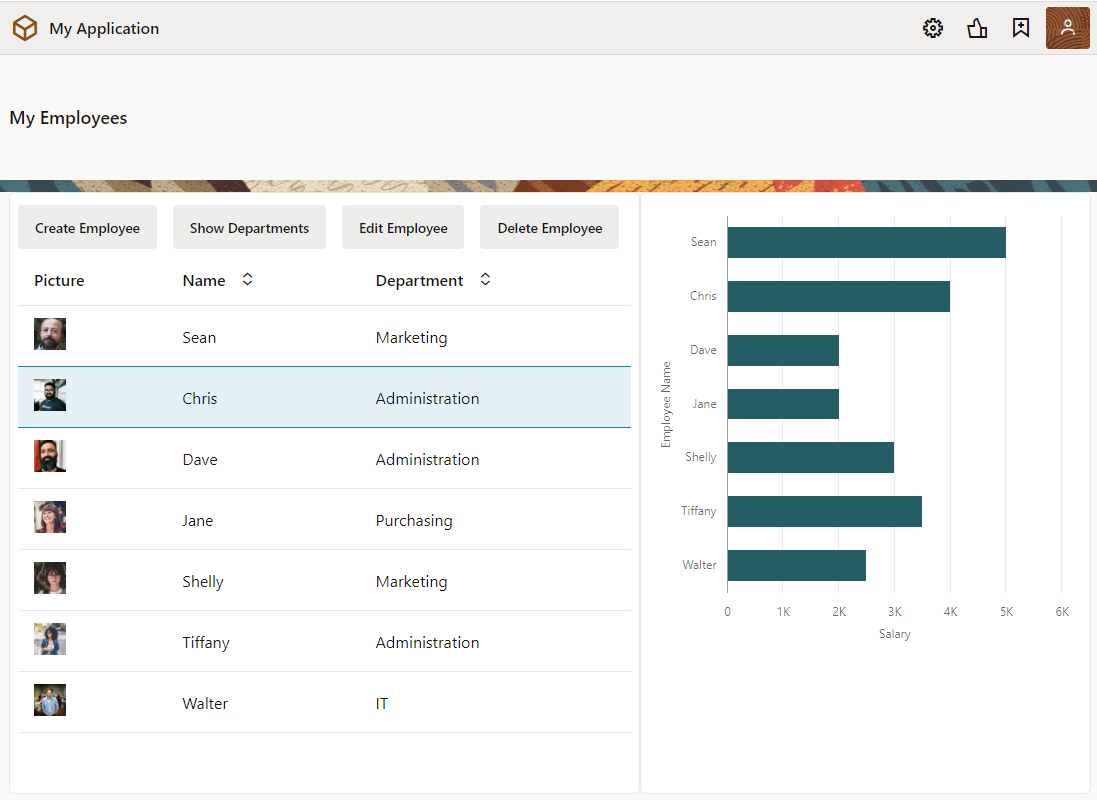 My Application
My Employees
Create Employee Show Departments Edit Employee Delete Employee
Picture Name Department
Sean Marketing
Chris Administration
Dave Administration
Jane Purchasing
Shelly Marketing
Tiffany Administration
Walter IT
Employee Name
Sean
Chris
Dave
Jane
Shelly
Tiffany
Walter
0 1K 2K 3K 4K 5K 6K
Salary